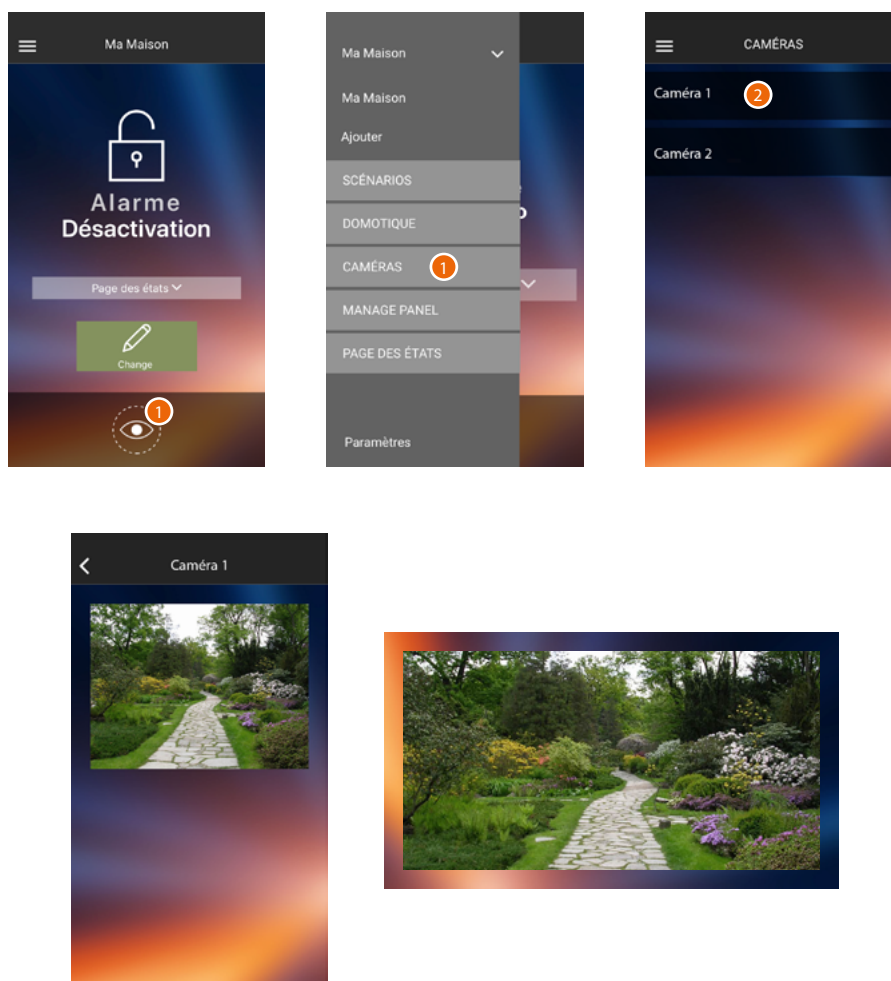 Ma Maison
Alarme
Désactivation
Page des états
Change
1
Ma Maison
Ma Maison
Ajouter
SCÉNARIOS
DOMOTIQUE
CAMÉRAS 1
MANAGE PANEL
PAGE DES ÉTATS
Paramètres
CAMÉRAS
Caméra 1 2
Caméra 2
Caméra 1